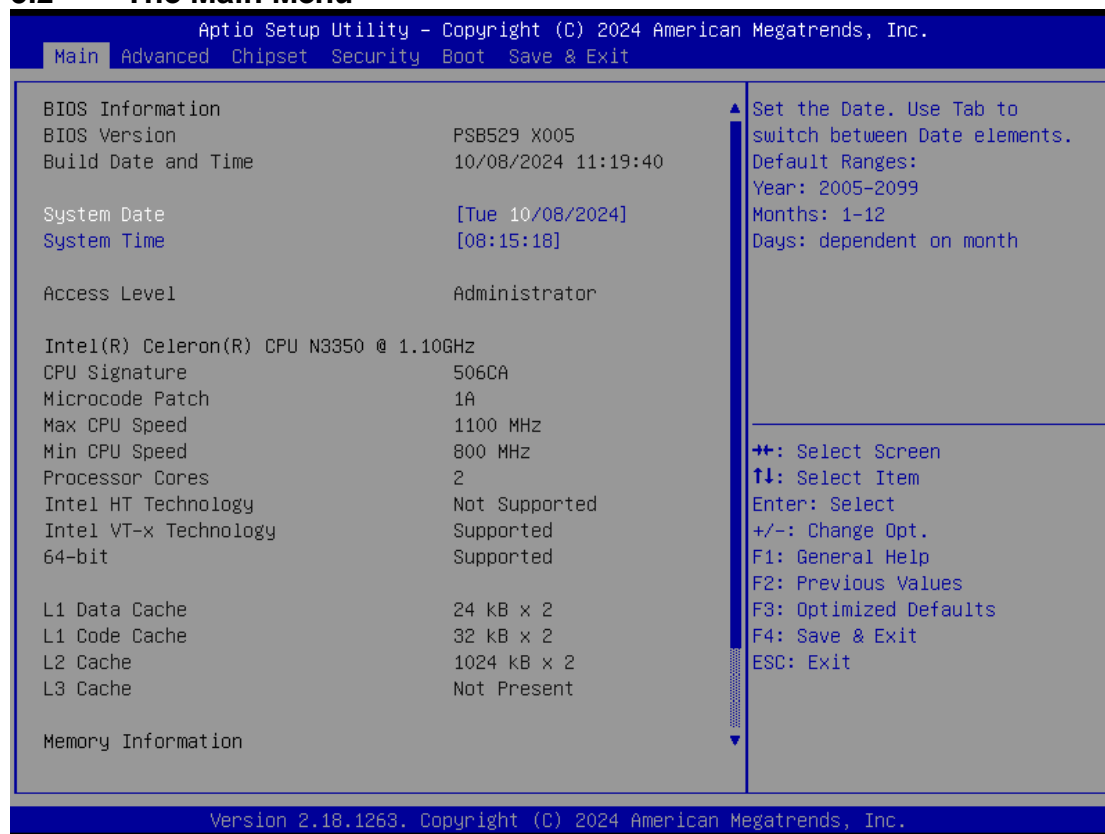 The Main Menu
Aptio Setup Utility – Copyright (C) 2024 American Megatrends, Inc.
Main Advanced Chipset Security Boot Save & Exit
BIOS Information
BIOS Version PSB529 X005
Build Date and Time 10/08/2024 11:19:40
System Date [Tue 10/08/2024]
System Time [08:15:18]
Access Level Administrator
Intel(R) Celeron(R) CPU N3350 @ 1.10GHz
CPU Signature 506CA
Microcode Patch 1A
Max CPU Speed 1100 MHz
Min CPU Speed 800 MHz
Processor Cores 2
Intel HT Technology Not Supported
Intel VT-x Technology Supported
64-bit Supported
L1 Data Cache 24 kB x 2
L1 Code Cache 32 kB x 2
L2 Cache 1024 kB x 2
L3 Cache Not Present
Memory Information
Set the Date. Use Tab to
switch between Date elements.
Default Ranges:
Year: 2005-2099
Months: 1-12
Days: dependent on month
→←: Select Screen
↑↓: Select Item
Enter: Select
+/-: Change Opt.
F1: General Help
F2: Previous Values
F3: Optimized Defaults
F4: Save & Exit
ESC: Exit
Version 2.18.1263. Copyright (C) 2024 American Megatrends, Inc.